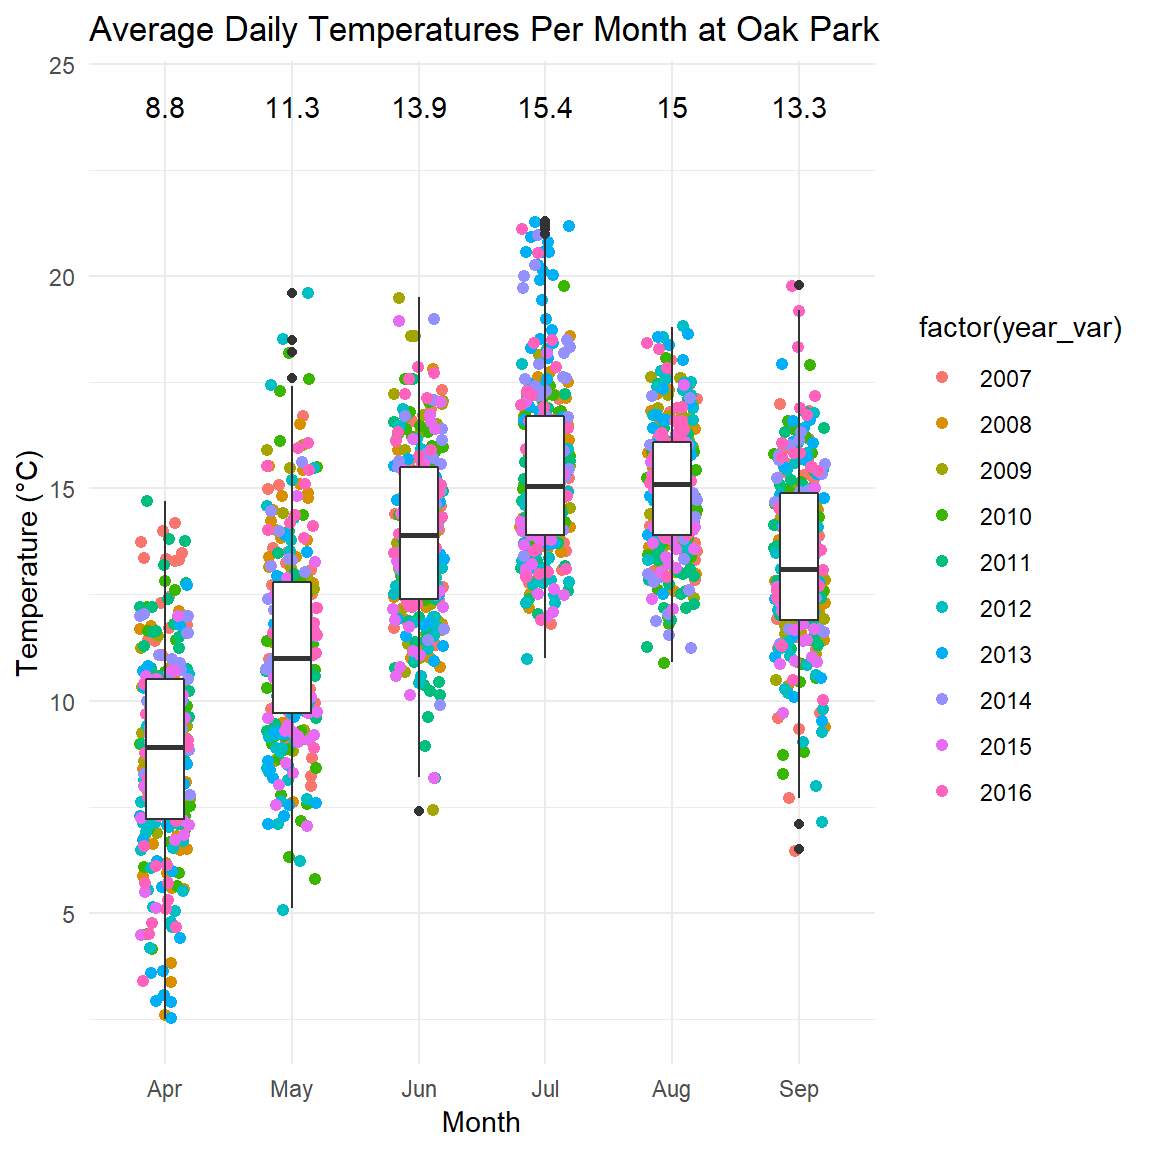 Average Daily Temperatures Per Month at Oak Park
25
8.8 11.3 13.9 15.4 15 13.3
20
15
10
5
Temperature (°C)
Apr May Jun Jul Aug Sep
Month
factor(year_var)
2007
2008
2009
2010
2011
2012
2013
2014
2015
2016